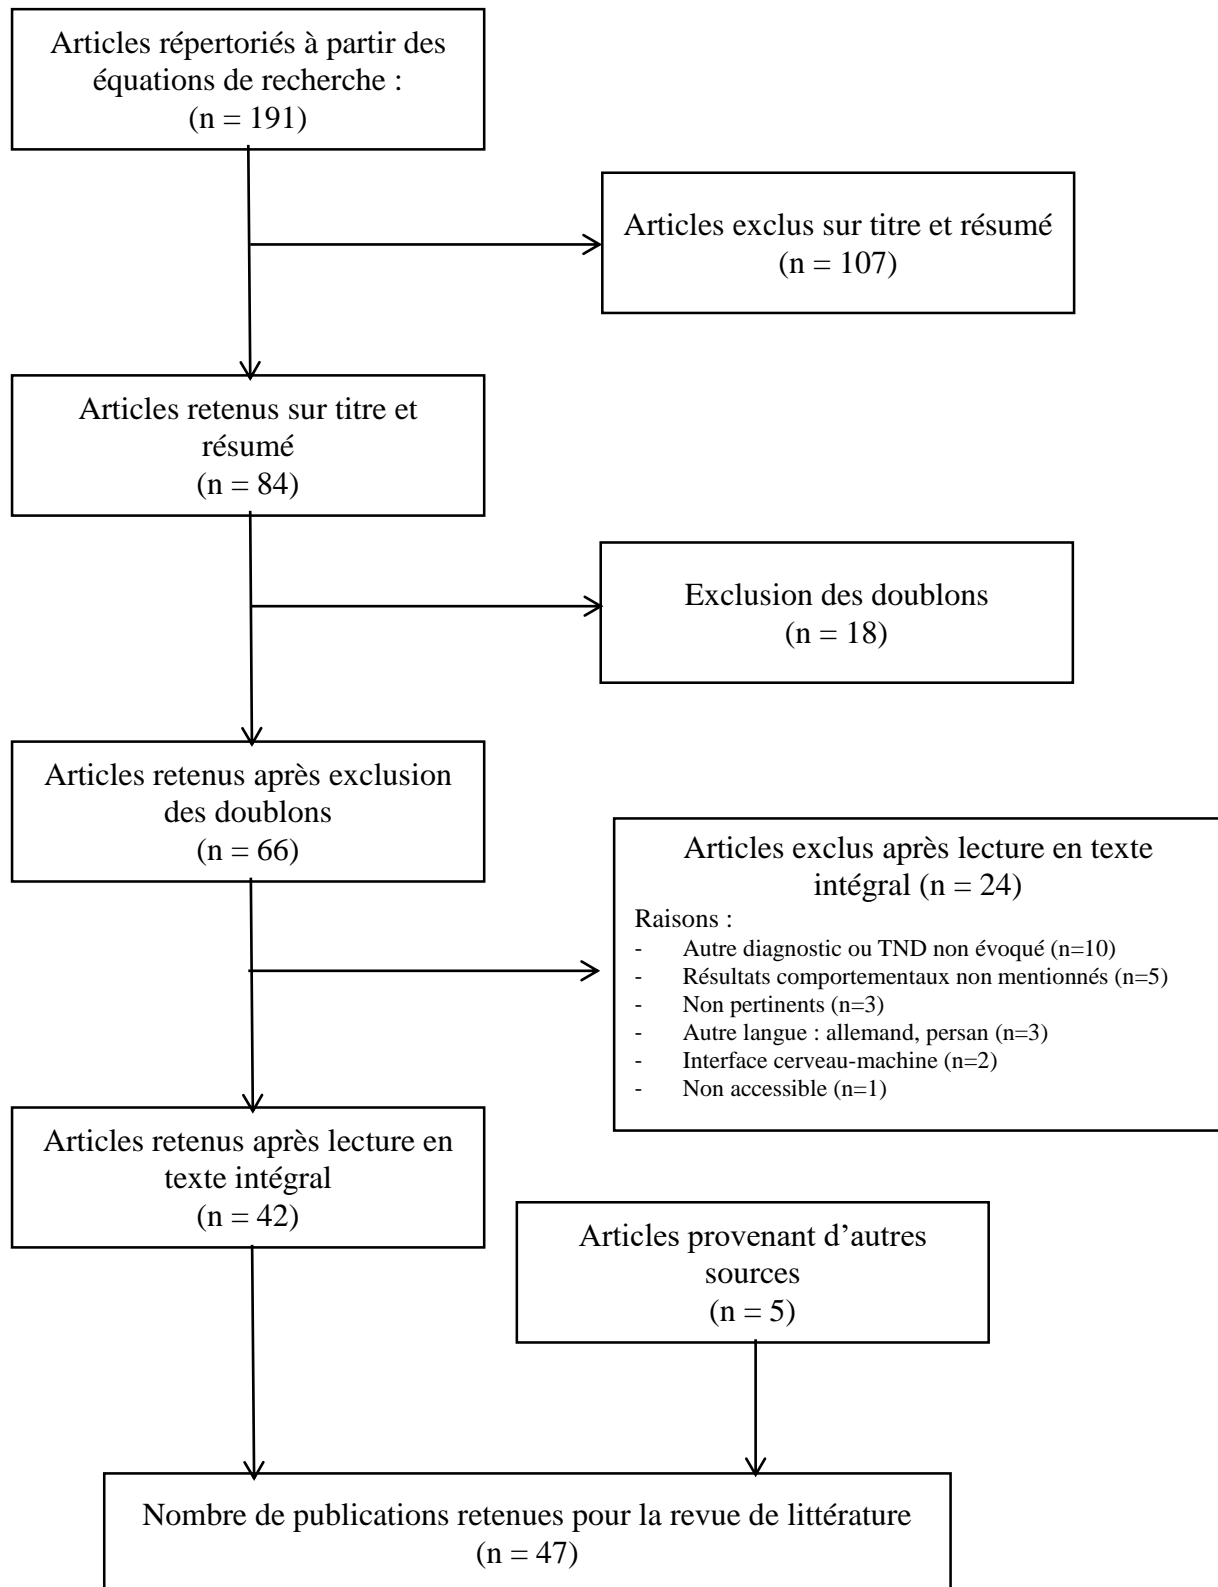 Articles répertoriés à partir des
équations de recherche :
(n = 191)
Articles exclus sur titre et résumé
(n = 107)
Articles retenus sur titre et
résumé
(n = 84)
Exclusion des doublons
(n = 18)
Articles retenus après exclusion
des doublons
(n = 66)
Articles exclus après lecture en texte
intégral (n = 24)
Raisons :
- Autre diagnostic ou TND non évoqué (n=10)
- Résultats comportementaux non mentionnés (n=5)
- Non pertinents (n=3)
- Autre langue : allemand, persan (n=3)
- Interface cerveau-machine (n=2)
- Non accessible (n=1)
Articles retenus après lecture en
texte intégral
(n = 42)
Articles provenant d’autres
sources
(n = 5)
Nombre de publications retenues pour la revue de littérature
(n = 47)